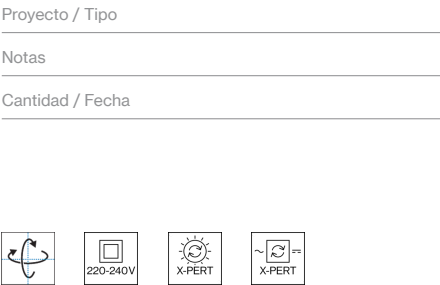 Proyecto / Tipo
Notas
Cantidad / Fecha
220-240V
X-PERT
X-PERT